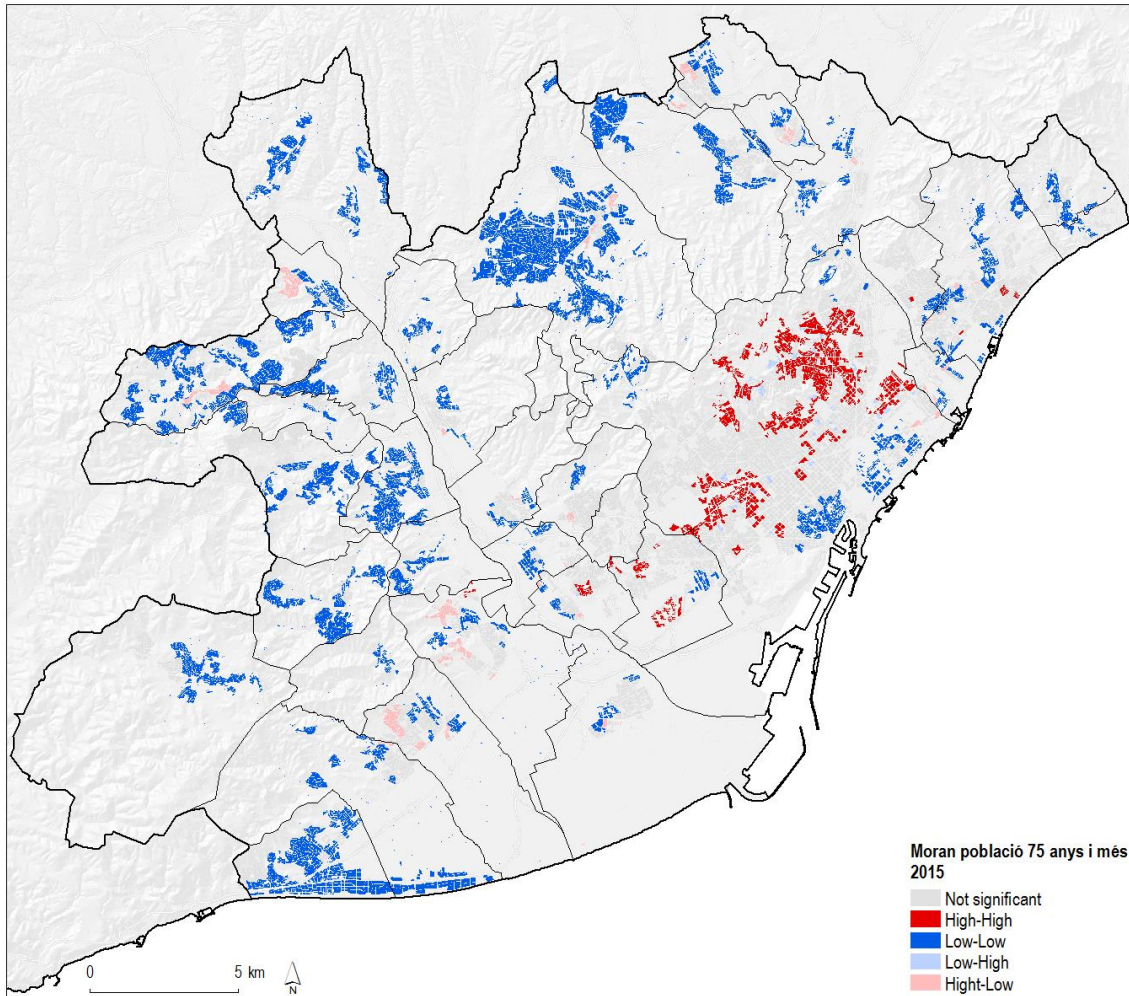 Moran població 75 anys i més
2015
Not significant
High-High
Low-Low
Low-High
Hight-Low
0 5 km
N